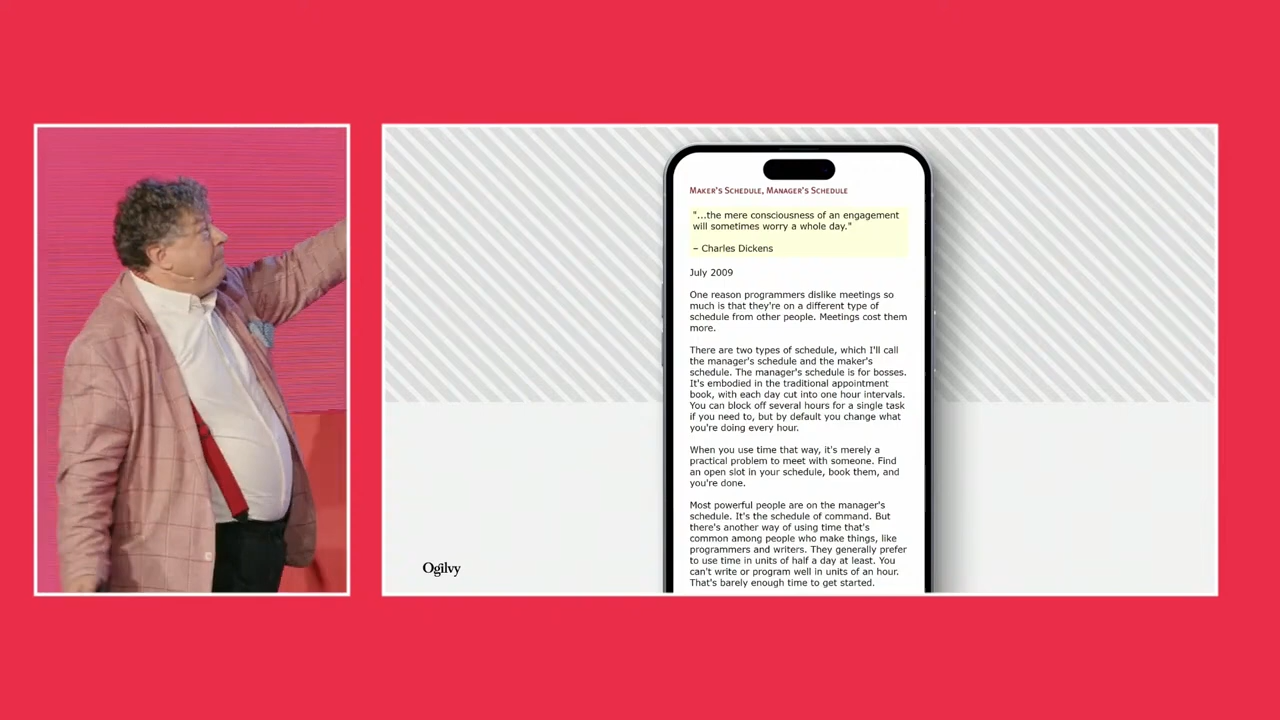 MAKER'S SCHEDULE, MANAGER'S SCHEDULE
"...the mere consciousness of an engagement
will sometimes worry a whole day."
– Charles Dickens
July 2009
One reason programmers dislike meetings so
much is that they're on a different type of
schedule from other people. Meetings cost them
more.
There are two types of schedule, which I'll call
the manager's schedule and the maker's
schedule. The manager's schedule is for bosses.
It's embodied in the traditional appointment
book, with each day cut into one hour intervals.
You can block off several hours for a single task
if you need to, but by default you change what
you're doing every hour.
When you use time that way, it's merely a
practical problem to meet with someone. Find
an open slot in your schedule, book them, and
you're done.
Most powerful people are on the manager's
schedule. It's the schedule of command. But
there's another way of using time that's
common among people who make things, like
programmers and writers. They generally prefer
to use time in units of half a day at least. You
can't write or program well in units of an hour.
That's barely enough time to get started.
Ogilvy